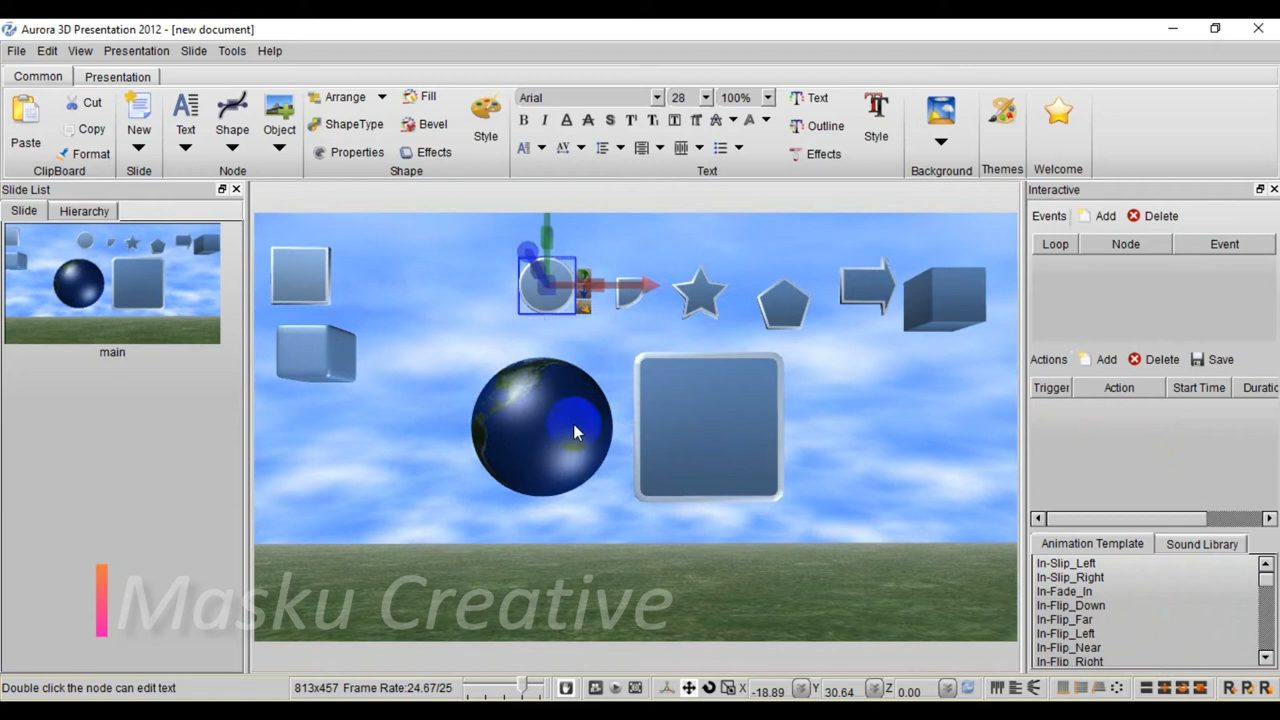 Aurora 3D Presentation 2012 - [new document]
File Edit View Presentation Slide Tools Help
Common Presentation
Paste Cut Copy Format ClipBoard
New Slide
Text Shape Object Node
Arrange ShapeType Properties Fill Bevel Effects Style Shape
Arial 28 100% Text Outline Effects Style Text
Background Themes Welcome
Slide List
Slide Hierarchy
main
Interactive
Events Add Delete
Loop Node Event
Actions Add Delete Save
Trigger Action Start Time Duratio
Animation Template Sound Library
In-Slip_Left
In-Slip_Right
In-Fade_In
In-Flip_Down
In-Flip_Far
In-Flip_Left
In-Flip_Near
In-Flip_Right
Masku Creative
Double click the node can edit text 813x457 Frame Rate:24.67/25 X -18.89 Y 30.64 Z 0.00